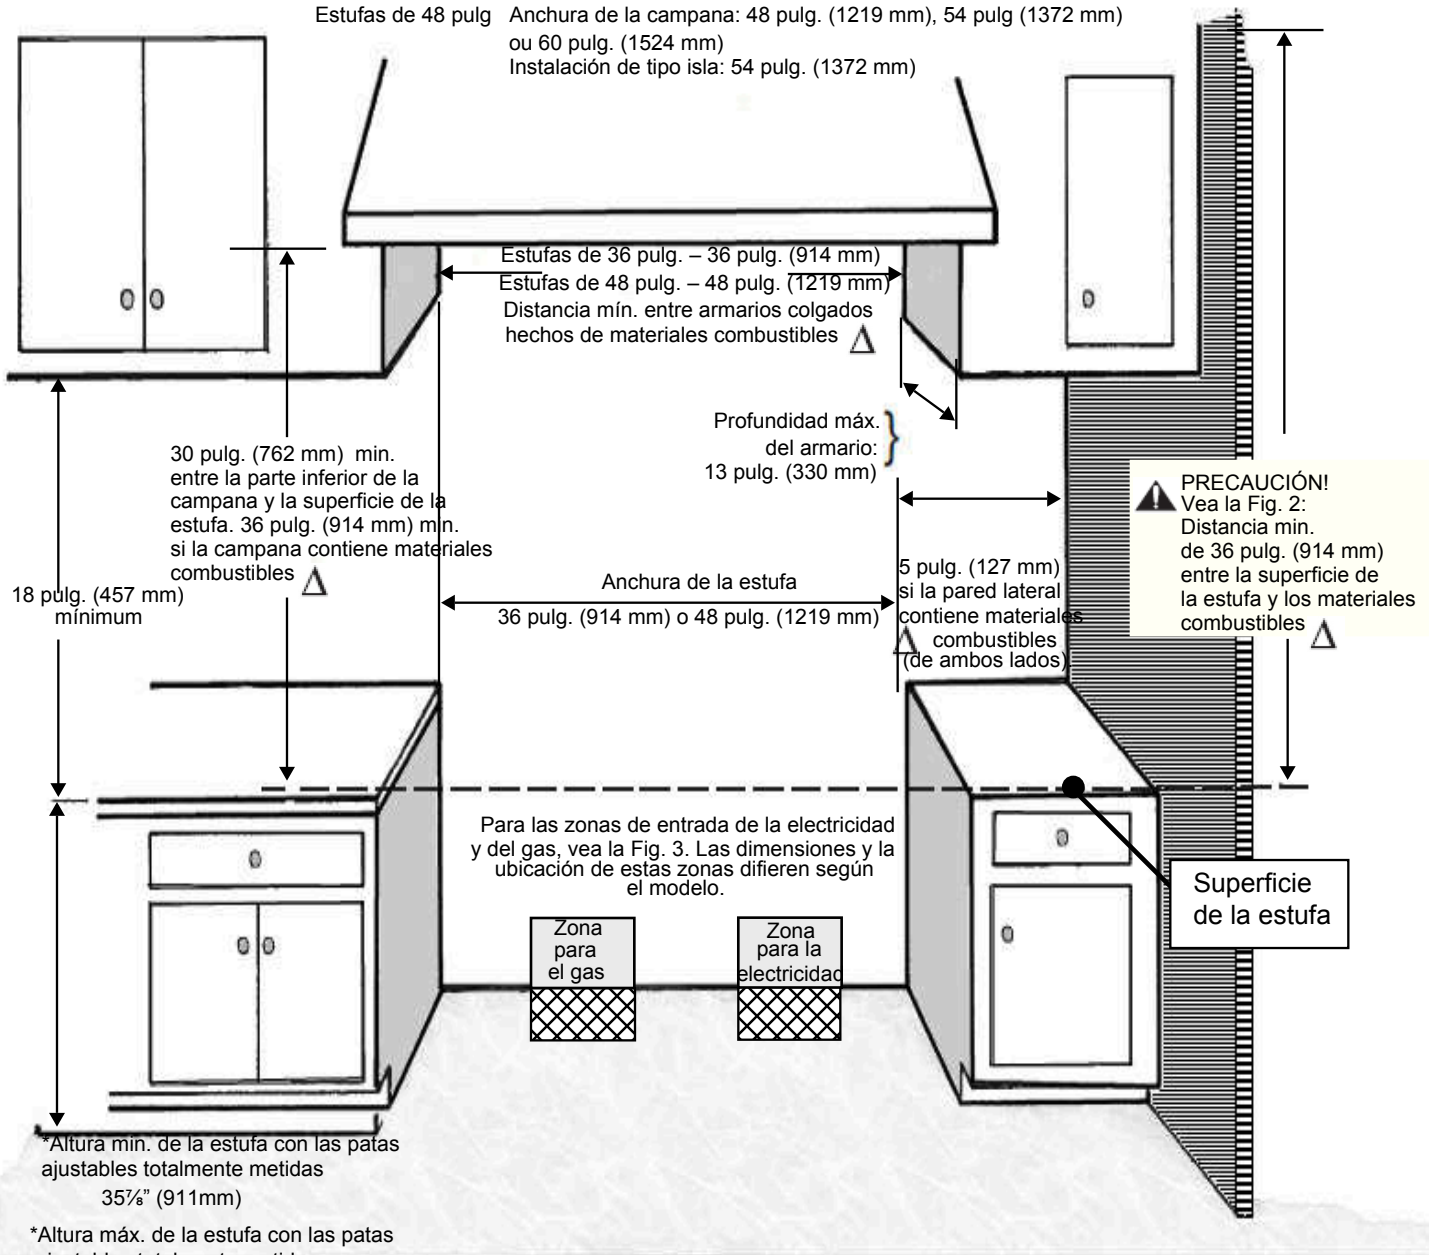 Estufas de 48 pulg Anchura de la campana: 48 pulg. (1219 mm), 54 pulg (1372 mm)
ou 60 pulg. (1524 mm)
Instalación de tipo isla: 54 pulg. (1372 mm)
Estufas de 36 pulg. – 36 pulg. (914 mm)
Estufas de 48 pulg. – 48 pulg. (1219 mm)
Distancia mín. entre armarios colgados
hechos de materiales combustibles
Profundidad máx.
del armario:
13 pulg. (330 mm)
30 pulg. (762 mm) min.
entre la parte inferior de la
campana y la superficie de la
estufa. 36 pulg. (914 mm) min.
si la campana contiene materiales
combustibles
PRECAUCIÓN!
Vea la Fig. 2:
Distancia min.
de 36 pulg. (914 mm)
entre la superficie de
la estufa y los materiales
combustibles
18 pulg. (457 mm)
mínimum
Anchura de la estufa
36 pulg. (914 mm) o 48 pulg. (1219 mm)
5 pulg. (127 mm)
si la pared lateral
contiene materiales
combustibles
(de ambos lados)
Para las zonas de entrada de la electricidad
y del gas, vea la Fig. 3. Las dimensiones y la
ubicación de estas zonas difieren según
el modelo.
Superficie
de la estufa
Zona
para
el gas
Zona
para la
electricidad
*Altura mín. de la estufa con las patas
ajustables totalmente metidas
35⅞” (911mm)
*Altura máx. de la estufa con las patas